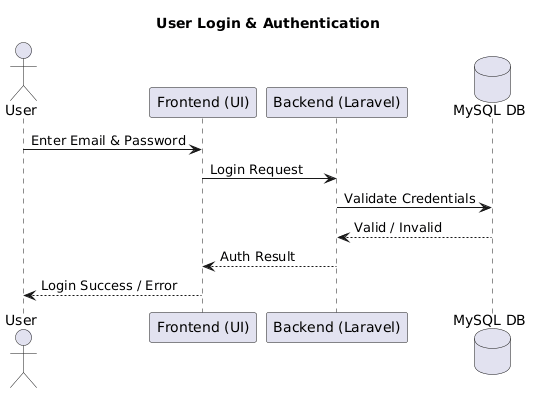 User Login & Authentication
User
Frontend (UI)
Backend (Laravel)
MySQL DB
Enter Email & Password
Login Request
Validate Credentials
Valid / Invalid
Auth Result
Login Success / Error
User
Frontend (UI)
Backend (Laravel)
MySQL DB